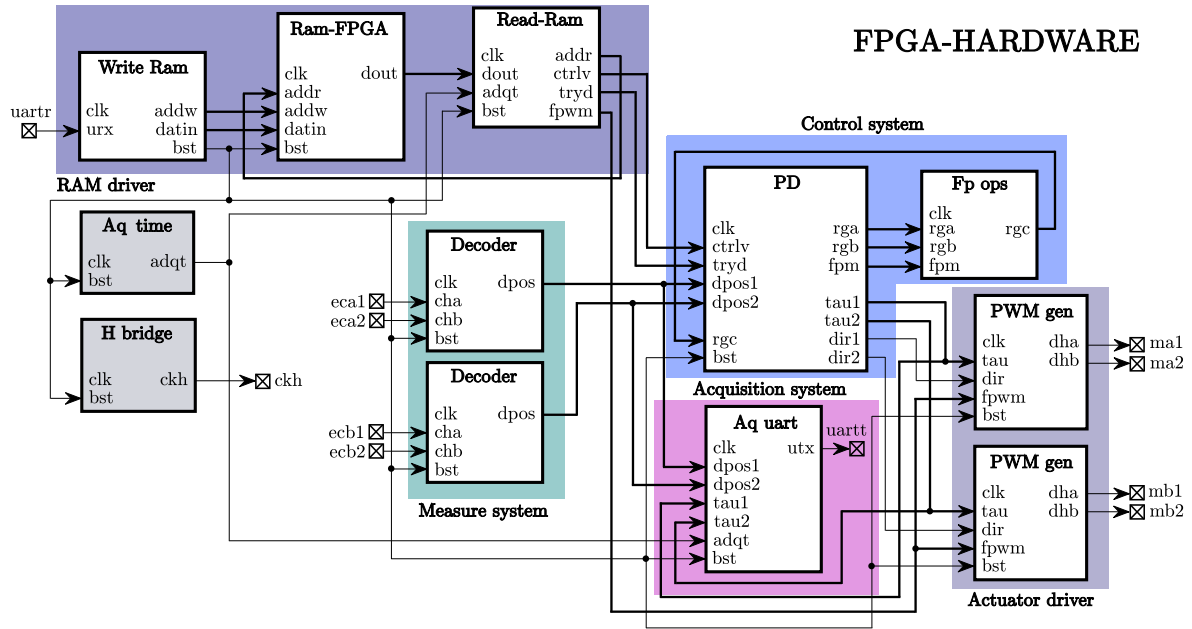 FPGA-HARDWARE
Write Ram
clk
urx
addw
datin
bst
uartr
Ram-FPGA
clk
addr
addw
datin
bst
dout
Read-Ram
clk
dout
adqt
bst
addr
ctrlv
tryd
fpwm
RAM driver
Aq time
clk
bst
adqt
H bridge
clk
bst
ckh
ckh
Decoder
clk
cha
chb
bst
dpos
eca1
eca2
Decoder
clk
cha
chb
bst
dpos
ecb1
ecb2
Measure system
Control system
PD
clk
ctrlv
tryd
dpos1
dpos2
rgc
bst
rga
rgb
fpm
tau1
tau2
dir1
dir2
Fp ops
clk
rga
rgb
fpm
rgc
Acquisition system
Aq uart
clk
dpos1
dpos2
tau1
tau2
adqt
bst
utx
uartt
PWM gen
clk
tau
dir
fpwm
bst
dha
dhb
ma1
ma2
PWM gen
clk
tau
dir
fpwm
bst
dha
dhb
mb1
mb2
Actuator driver